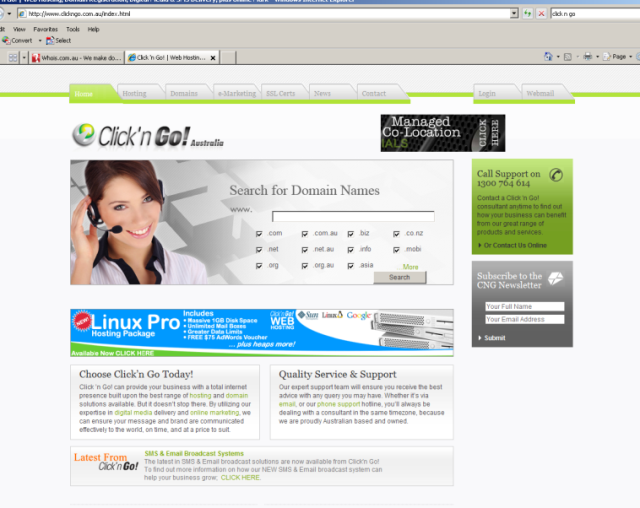 http://www.clickngo.com.au/index.html
click n go
dit View Favorites Tools Help
Convert Select
Whois.com.au - We make do...
Click'n Go! | Web Hostin...
Page
Home
Hosting
Domains
e-Marketing
SSL Certs
News
Contact
Login
Webmail
Click'n Go! Australia
Managed
Co-Location
IALS
CLICK
HERE
Search for Domain Names
www.
.com
.com.au
.biz
.co.nz
.net
.net.au
.info
.mobi
.org
.org.au
.asia
More
Search
Call Support on
1300 764 614
Contact a Click 'n Go!
consultant anytime to find out
how your business can benefit
from our great range of
products and services.
Or Contact Us Online
Subscribe to the
CNG Newsletter
Your Full Name
Your Email Address
Submit
NEW!
Linux Pro
Hosting Package
Available Now CLICK HERE
Includes
• Massive 1GB Disk Space
• Unlimited Mail Boxes
• Greater Data Limits
• FREE $75 AdWords Voucher
... plus heaps more!
Click'n Go!
WEB
HOSTING
Sun
Linux
Google
Choose Click'n Go Today!
Click 'n Go! can provide your business with a total internet
presence built upon the best range of hosting and domain
solutions available. But it doesn't stop there. By utilizing our
expertise in digital media delivery and online marketing, we
can ensure your message and brand are communicated
effectively to the world, on time, and at a price to suit.
Quality Service & Support
Our expert support team will ensure you receive the best
advice with any query you may have. Whether it's via
email, or our phone support hotline, you'll always be
dealing with a consultant in the same timezone, because
we are proudly Australian based and owned.
Latest From
Click'n Go!
SMS & Email Broadcast Systems
The latest in SMS & Email broadcast solutions are now available from Click'n Go!
To find out more information on how our NEW SMS & Email broadcast system can
help your business grow, CLICK HERE.